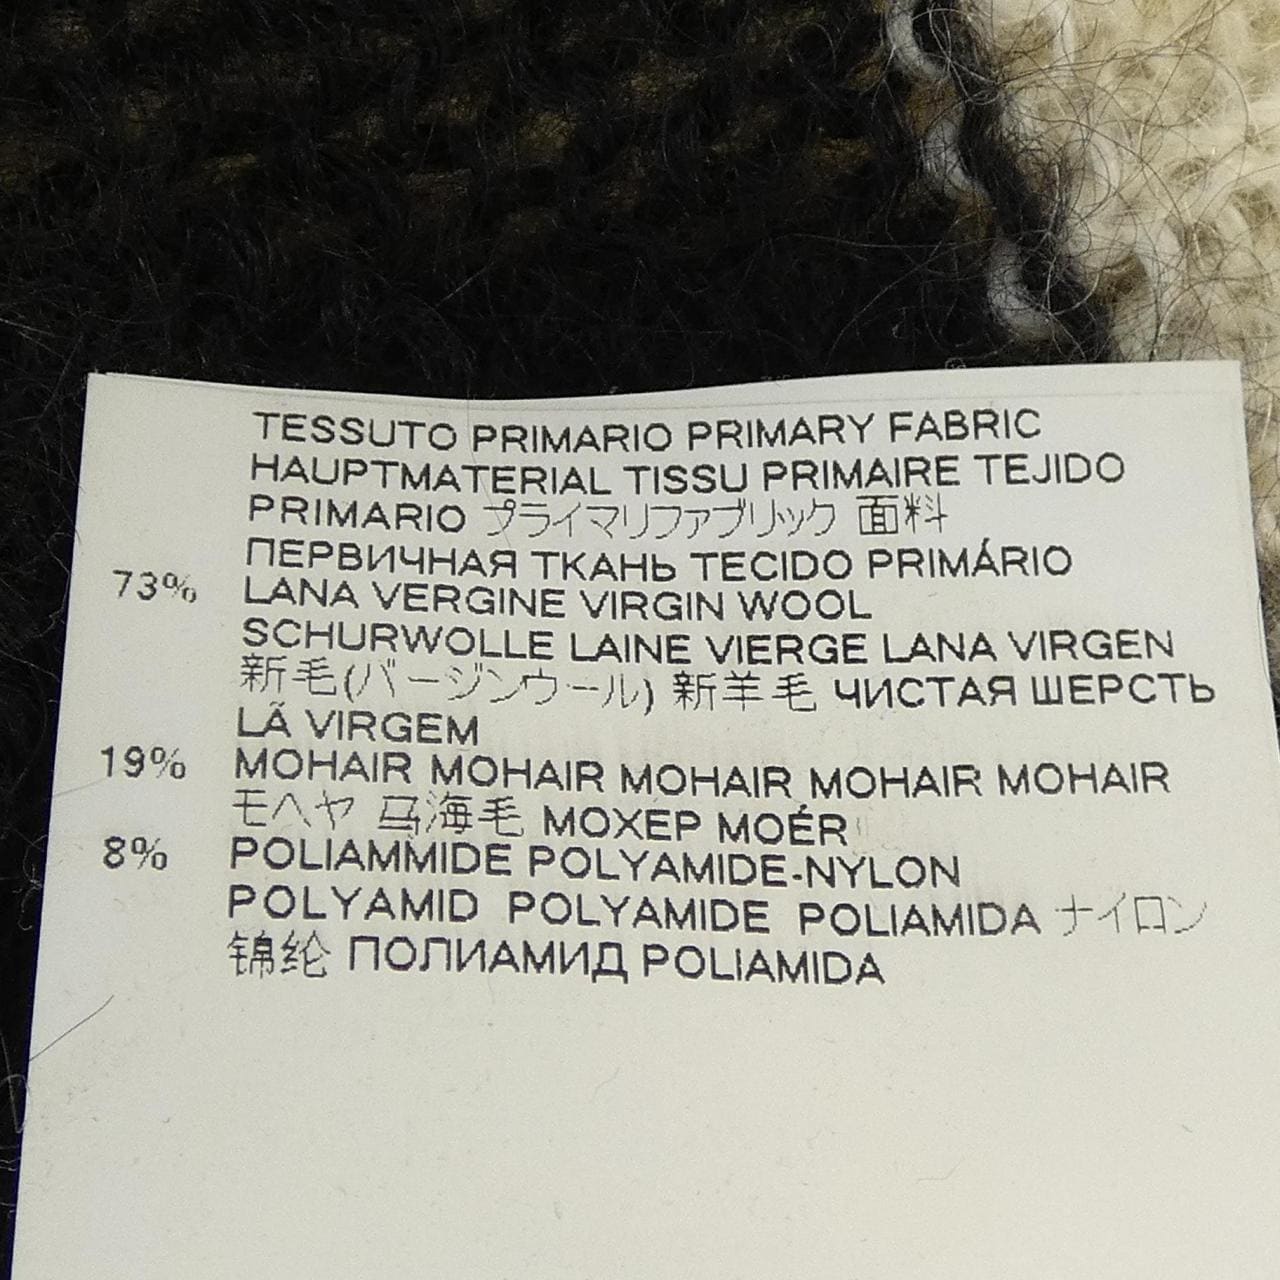 TESSUTO PRIMARIO PRIMARY FABRIC
HAUPTMATERIAL TISSU PRIMAIRE TEJIDO
PRIMARIO プライマリファブリック 面料
ПЕРВИЧНАЯ ТКАНЬ TECIDO PRIMÁRIO
73% LANA VERGINE VIRGIN WOOL
SCHURWOLLE LAINE VIERGE LANA VIRGEN
新毛(バージンウール) 新羊毛 ЧИСТАЯ ШЕРСТЬ
LÃ VIRGEM
19% MOHAIR MOHAIR MOHAIR MOHAIR MOHAIR
モヘヤ 马海毛 МОХЕР MOÉR
8% POLIAMMIDE POLYAMIDE-NYLON
POLYAMID POLYAMIDE POLIAMIDA ナイロン
锦纶 ПОЛИАМИД POLIAMIDA